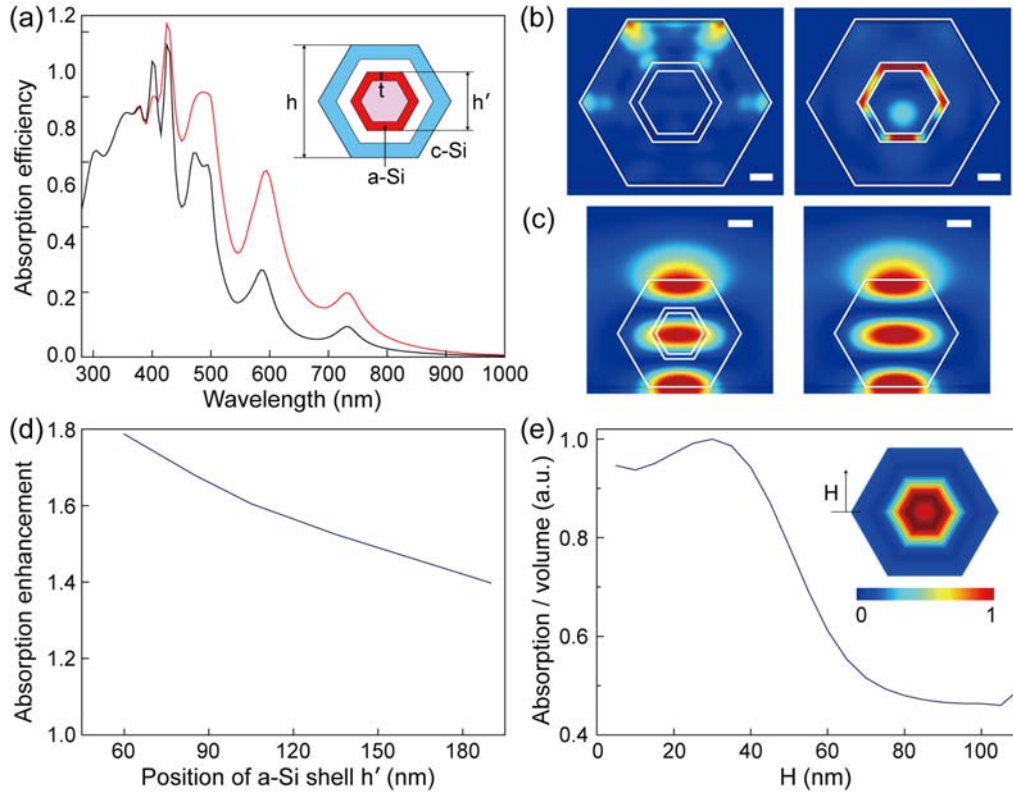 (a)
1.2
1.0
0.8
0.6
0.4
0.2
0.0
300 400 500 600 700 800 900 1000
Wavelength (nm)
Absorption efficiency
h
t
h′
c-Si
a-Si
(b)
(c)
(d)
1.8
1.6
1.4
1.2
1.0
60 90 120 150 180
Position of a-Si shell h′ (nm)
Absorption enhancement
(e)
1.0
0.8
0.6
0.4
0 20 40 60 80 100
H (nm)
Absorption / volume (a.u.)
H
0 1